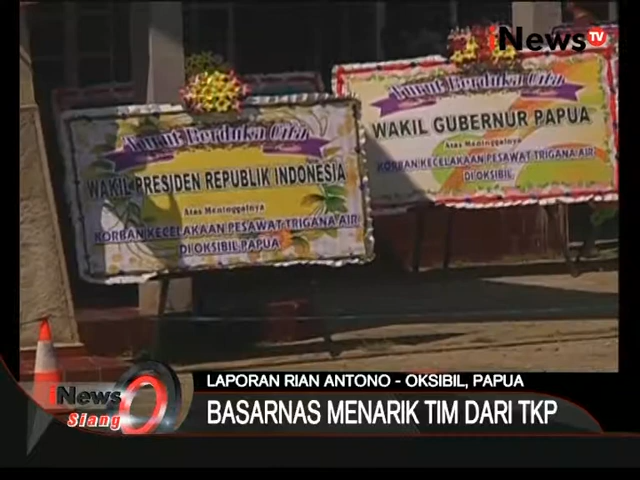 iNews TV
Turut Berduka Cita
WAKIL PRESIDEN REPUBLIK INDONESIA
Atas Meninggalnya
KORBAN KECELAKAAN PESAWAT TRIGANA AIR
DI OKSIBIL PAPUA
Turut Berduka Cita
WAKIL GUBERNUR PAPUA
Atas Meninggalnya
KORBAN KECELAKAAN PESAWAT TRIGANA AIR
DI OKSIBIL
iNews
Siang
LAPORAN RIAN ANTONO - OKSIBIL, PAPUA
BASARNAS MENARIK TIM DARI TKP